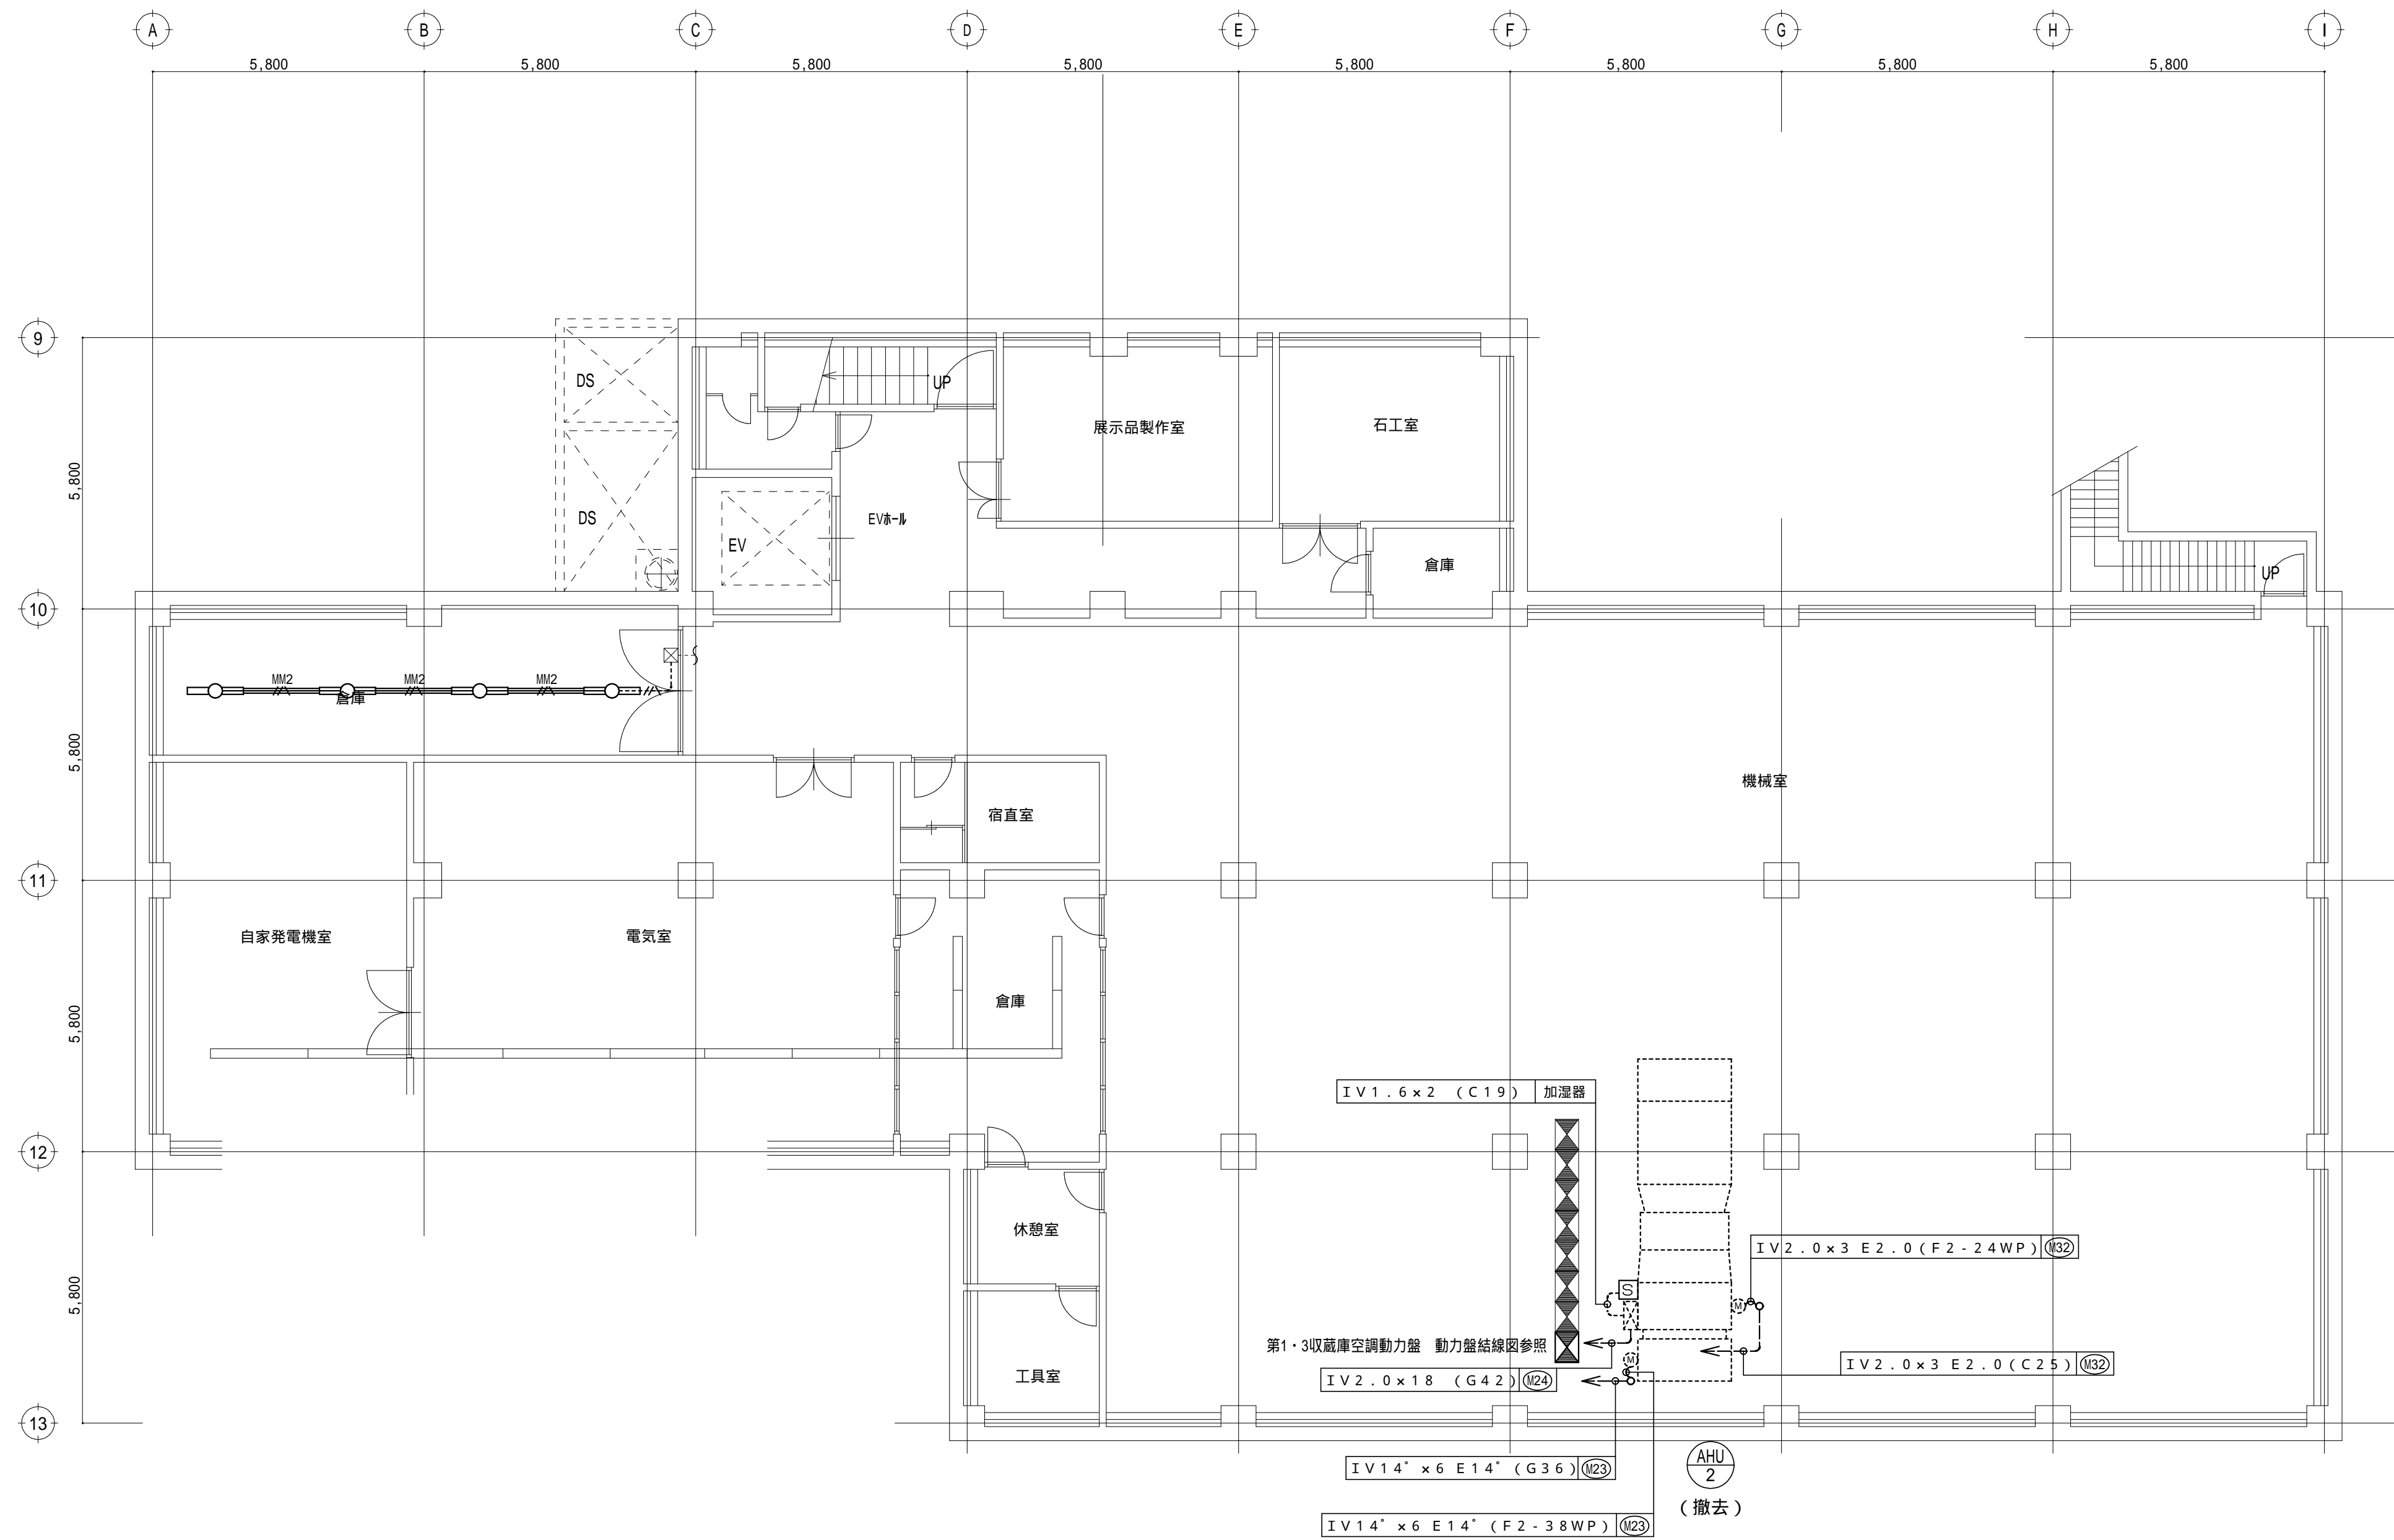 A B C D E F G H I
5,800 5,800 5,800 5,800 5,800 5,800 5,800 5,800
9
DS
UP
展示品製作室
石工室
5,800
DS
EVホール
EV
倉庫
UP
10
MM2 MM2 MM2
倉庫
5,800
機械室
宿直室
11
自家発電機室
電気室
倉庫
5,800
IV1.6×2 (C19) 加湿器
12
休憩室
IV2.0×3 E2.0(F2-24WP) M32
5,800
S
M
第1・3収蔵庫空調動力盤 動力盤結線図参照
M
IV2.0×3 E2.0(C25) M32
工具室
IV2.0×18 (G42) M24
13
IV14゜×6 E14゜(G36) M23
AHU
2
(撤去)
IV14゜×6 E14゜(F2-38WP) M23